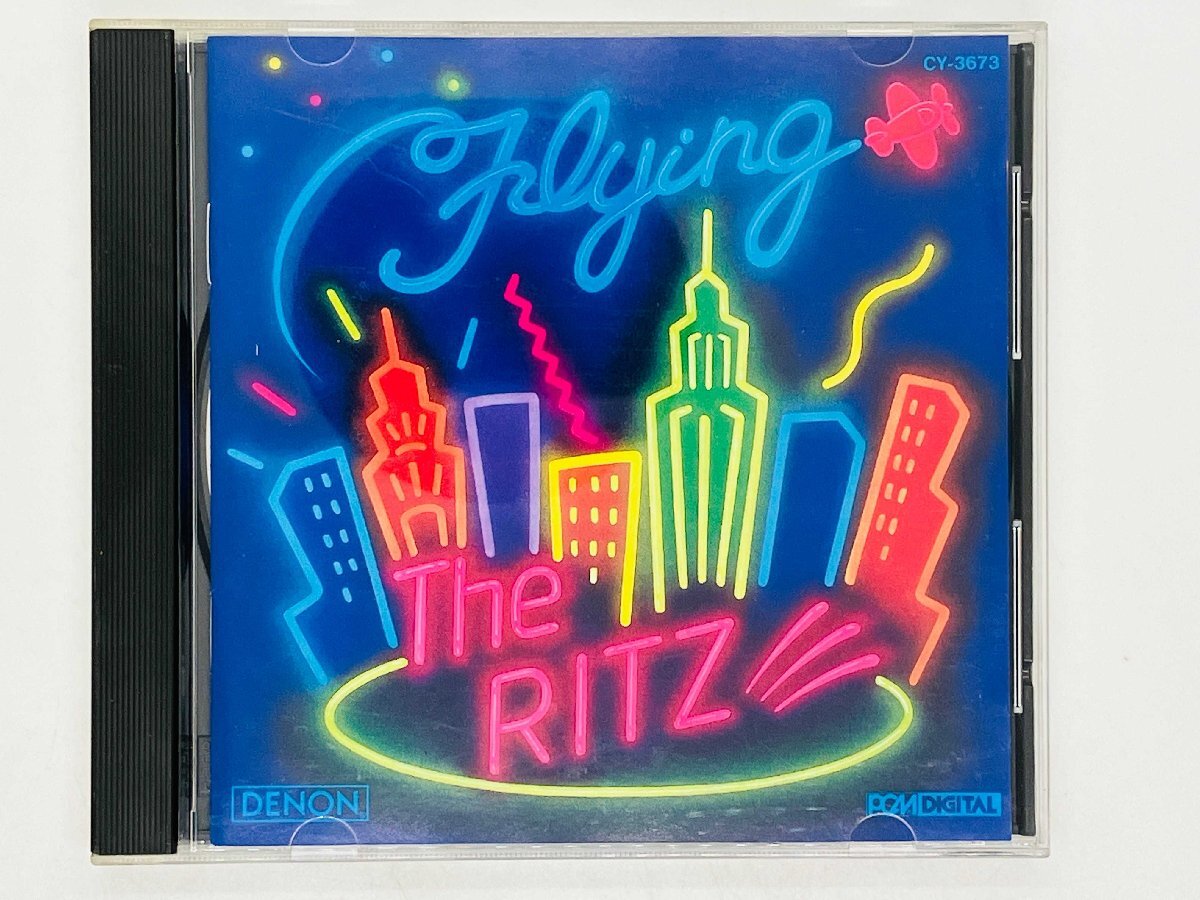 CY-3673
Flying
The
RITZ
DENON
PCM DIGITAL